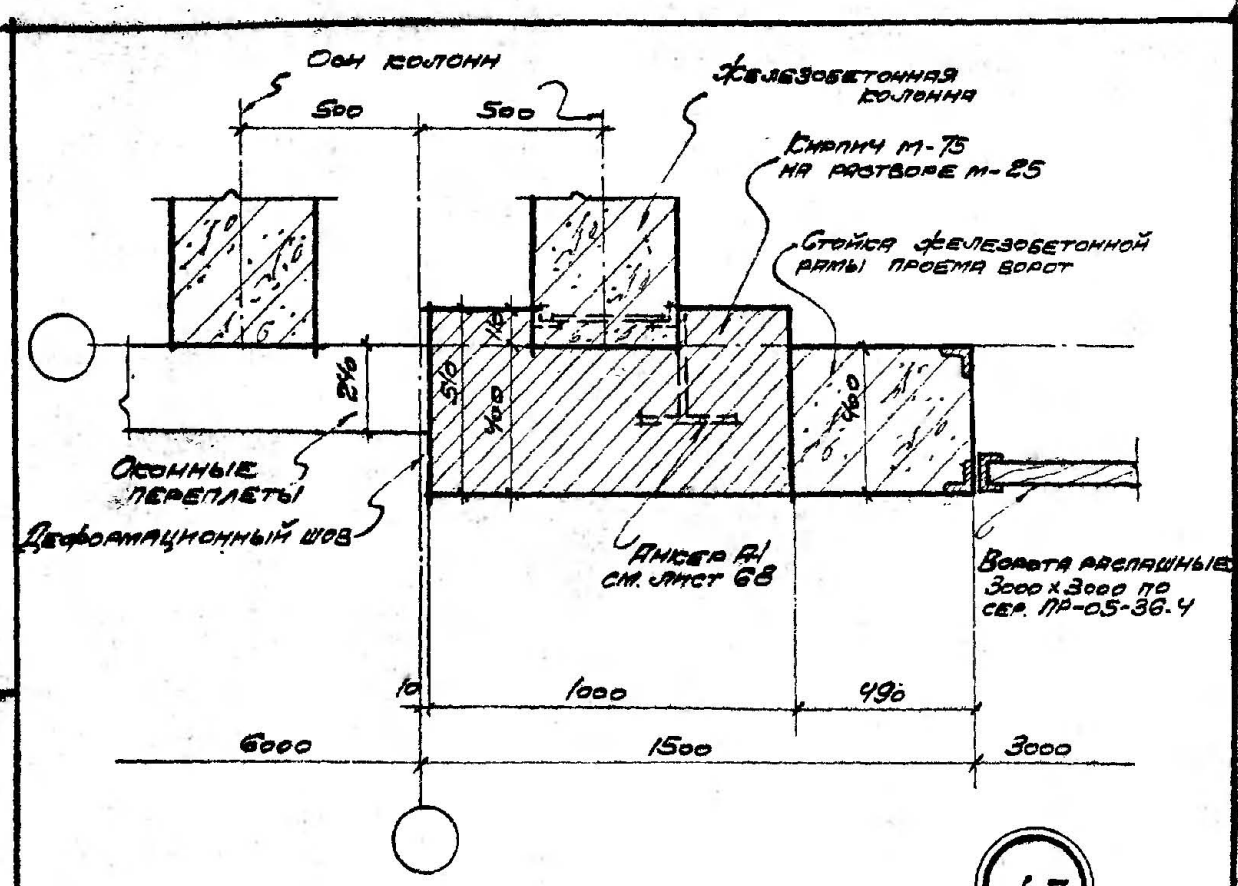 Оси колонн
500
500
Железобетонная
колонна
Кирпич М-75
на растворе М-25
Стойка железобетонной
рамы проема ворот
240
510
110
400
400
Оконные
переплеты
Деформационный шов
Анкер А1
см. лист 68
Ворота распашные
3000 х 3000 по
сер. ПР-05-36.4
10
1000
490
6000
1500
3000